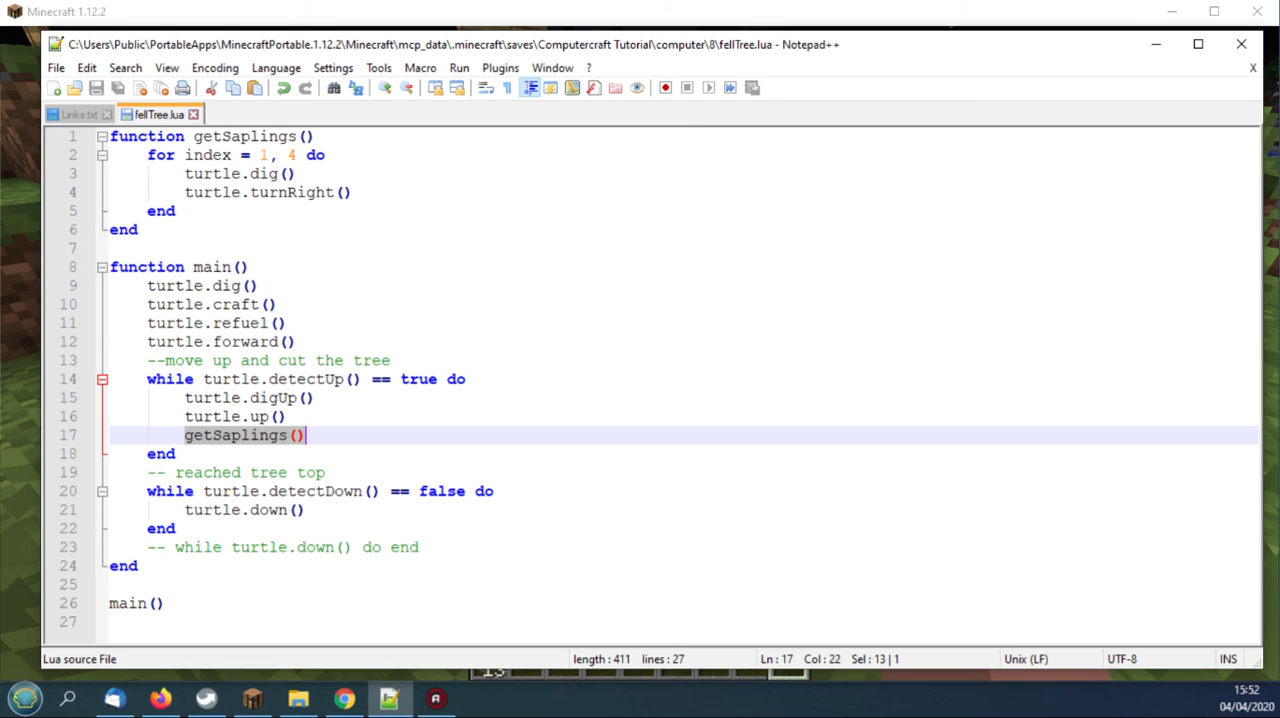 Minecraft 1.12.2
C:\Users\Public\PortableApps\MinecraftPortable.1.12.2\Minecraft\mcp_data\.minecraft\saves\Computercraft Tutorial\computer\8\fellTree.lua - Notepad++
File Edit Search View Encoding Language Settings Tools Macro Run Plugins Window ? X
Links.txt fellTree.lua
1 function getSaplings()
2 for index = 1, 4 do
3 turtle.dig()
4 turtle.turnRight()
5 end
6 end
7
8 function main()
9 turtle.dig()
10 turtle.craft()
11 turtle.refuel()
12 turtle.forward()
13 --move up and cut the tree
14 while turtle.detectUp() == true do
15 turtle.digUp()
16 turtle.up()
17 getSaplings()
18 end
19 -- reached tree top
20 while turtle.detectDown() == false do
21 turtle.down()
22 end
23 -- while turtle.down() do end
24 end
25
26 main()
27
Lua source File length : 411 lines : 27 Ln : 17 Col : 22 Sel : 13 | 1 Unix (LF) UTF-8 INS
15:52
04/04/2020